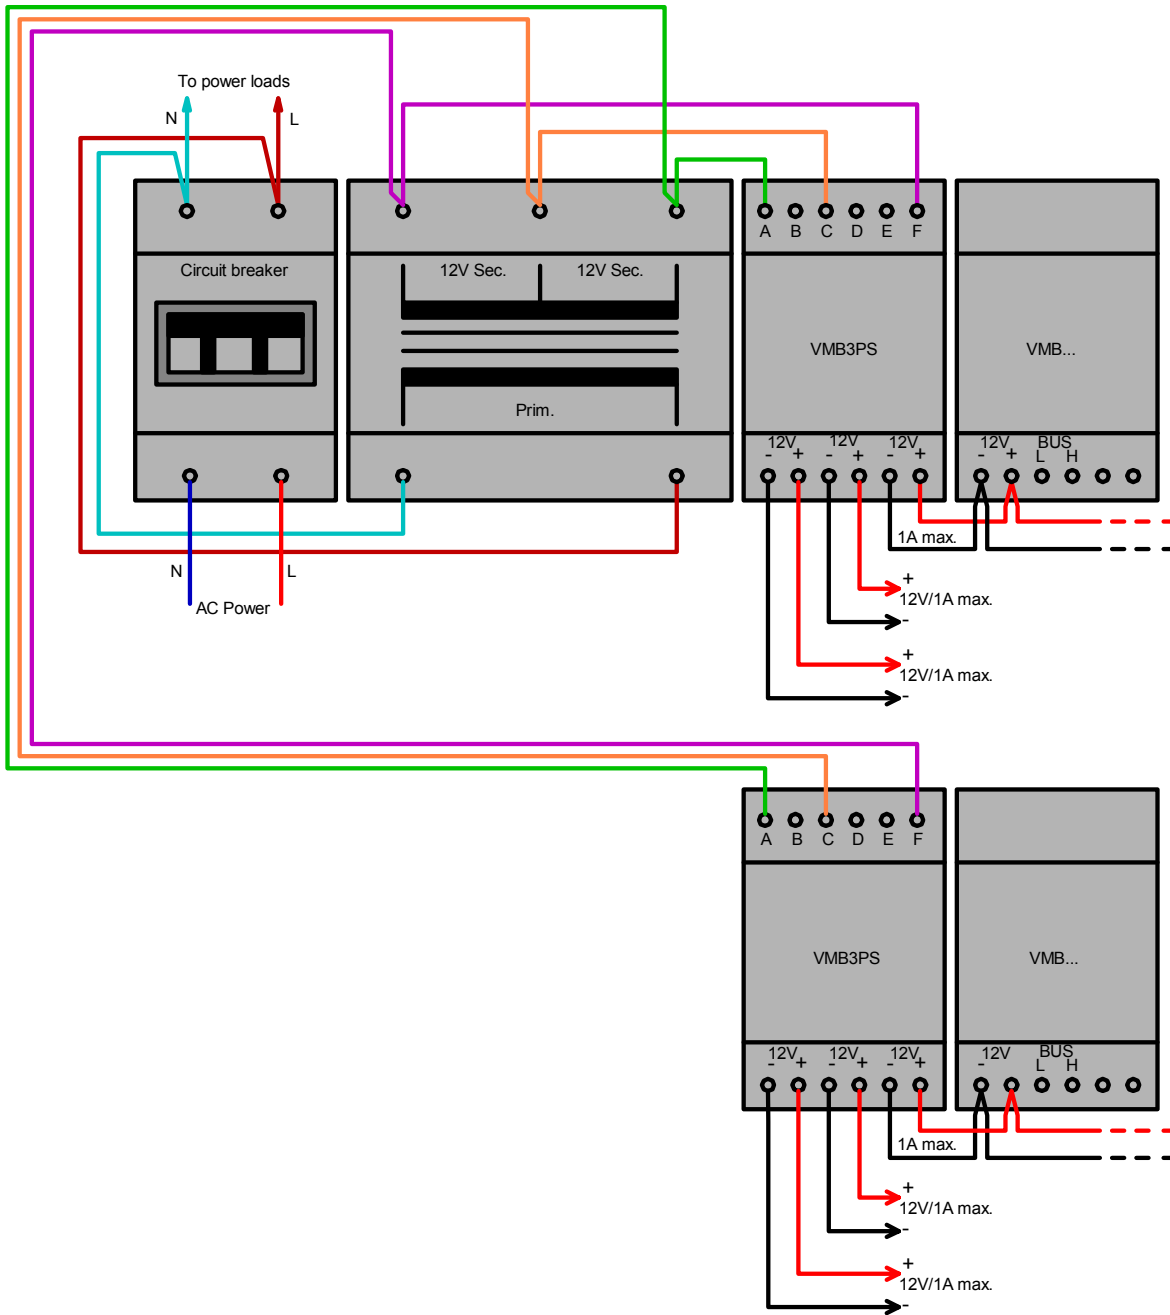 To power loads
N L
A B C D E F
Circuit breaker
12V Sec. 12V Sec.
VMB3PS
VMB...
Prim.
12V 12V 12V
- + - + - +
12V BUS
- + L H
1A max.
N L
AC Power
+
12V/1A max.
-
+
12V/1A max.
-
A B C D E F
VMB3PS
VMB...
12V 12V 12V
- + - + - +
12V BUS
- L H
1A max.
+
12V/1A max.
-
+
12V/1A max.
-